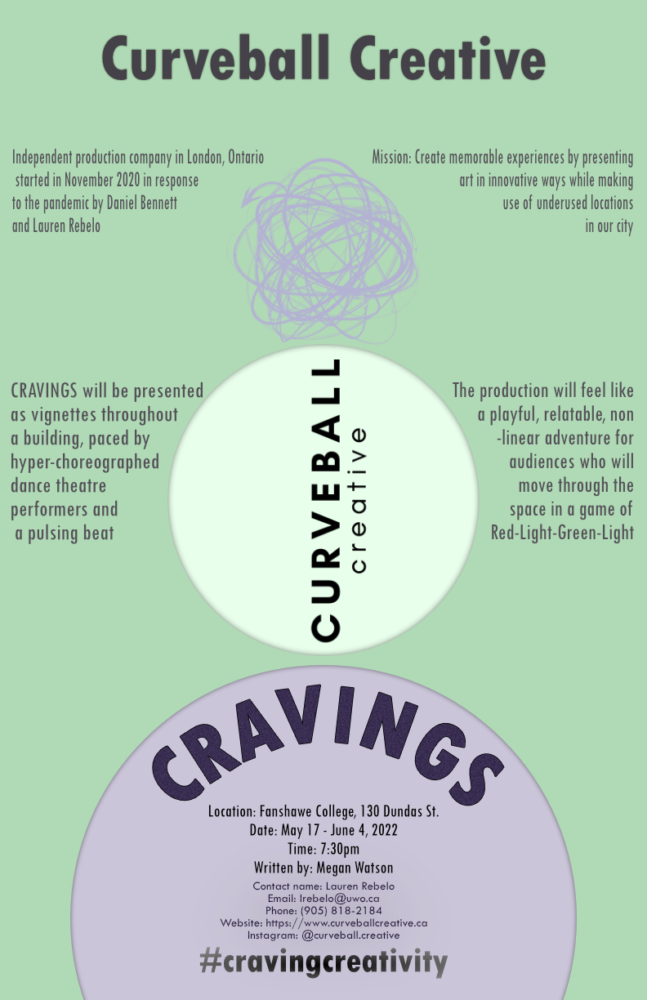 Curveball Creative
Independent production company in London, Ontario
started in November 2020 in response
to the pandemic by Daniel Bennett
and Lauren Rebelo
Mission: Create memorable experiences by presenting
art in innovative ways while making
use of underused locations
in our city
CRAVINGS will be presented
as vignettes throughout
a building, paced by
hyper-choreographed
dance theatre
performers and
a pulsing beat
CURVEBALL
creative
The production will feel like
a playful, relatable, non
-linear adventure for
audiences who will
move through the
space in a game of
Red-Light-Green-Light
CRAVINGS
Location: Fanshawe College, 130 Dundas St.
Date: May 17 - June 4, 2022
Time: 7:30pm
Written by: Megan Watson
Contact name: Lauren Rebelo
Email: lrebelo@uwo.ca
Phone: (905) 818-2184
Website: https://www.curveballcreative.ca
Instagram: @curveball.creative
#cravingcreativity